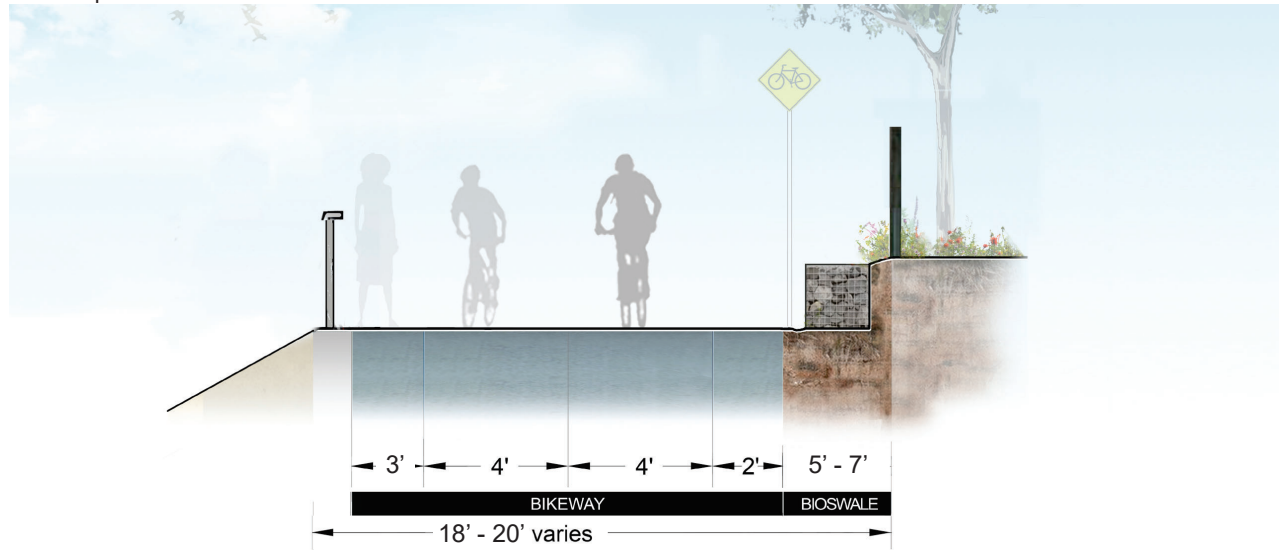 3’ 4' 4' 2' 5’ - 7’
BIKEWAY BIOSWALE
18’ - 20’ varies